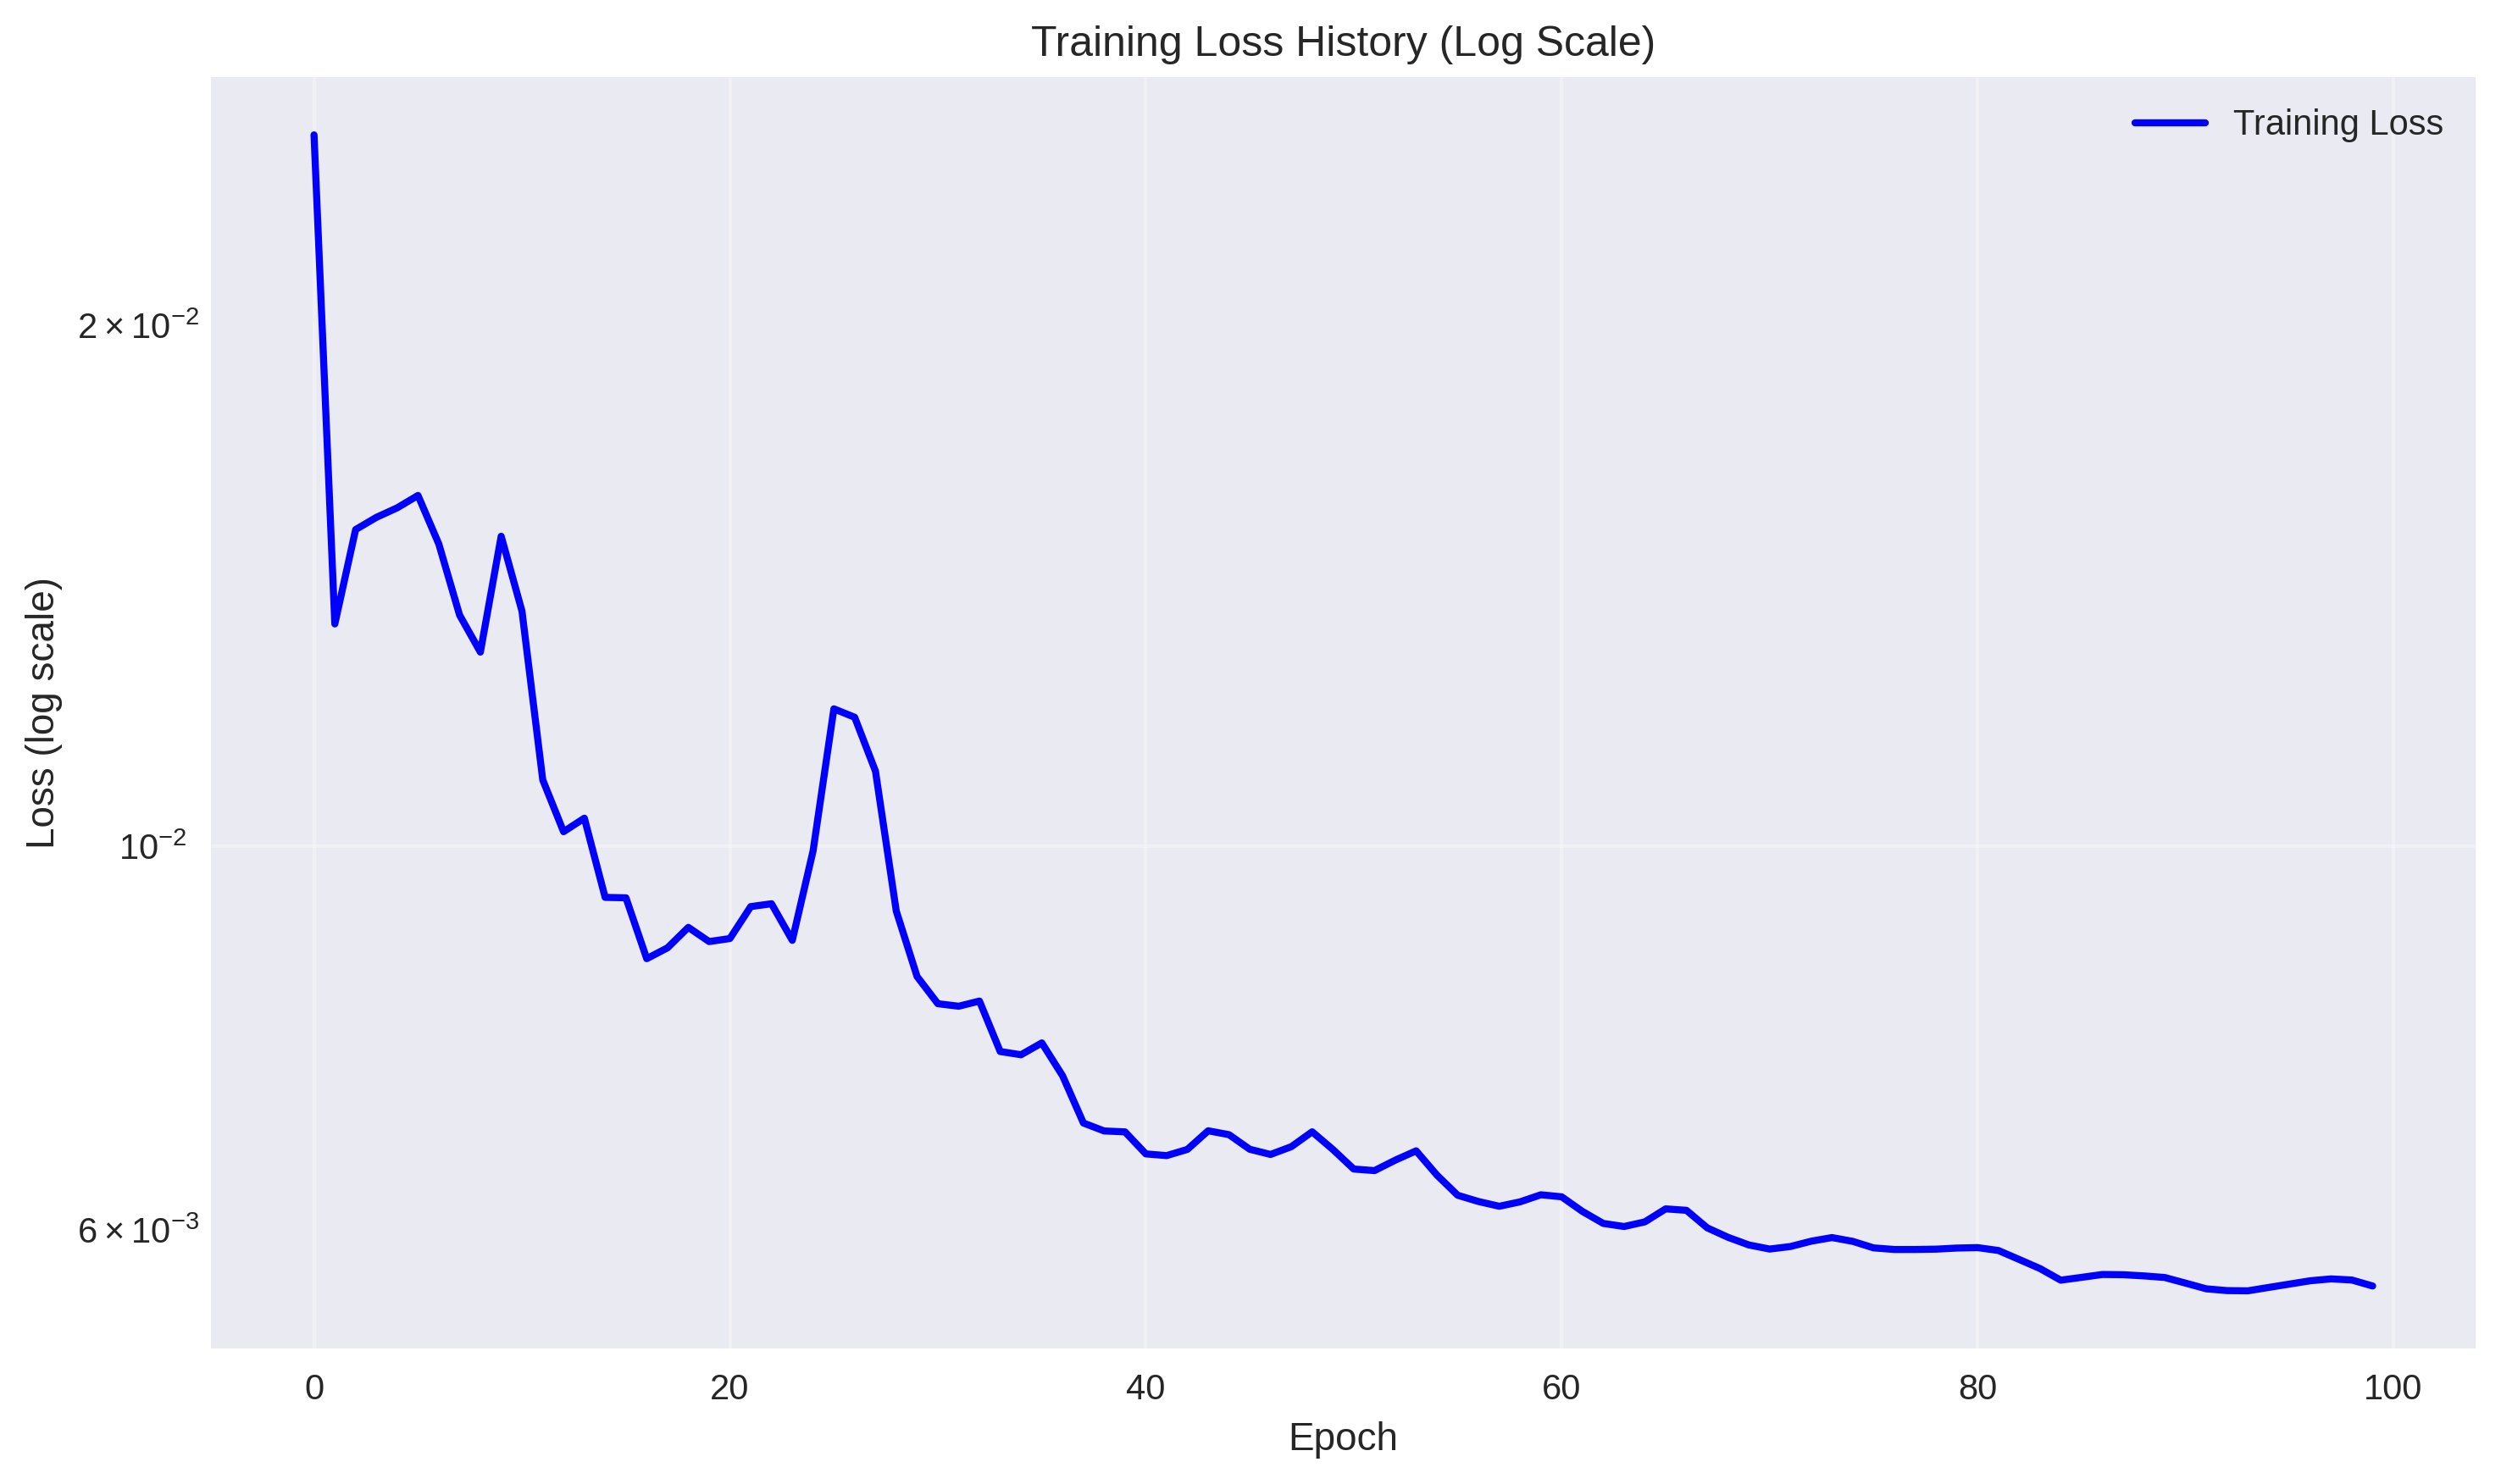 Training Loss History (Log Scale)
Training Loss
2 × 10⁻²
10⁻²
6 × 10⁻³
Loss (log scale)
0 20 40 60 80 100
Epoch